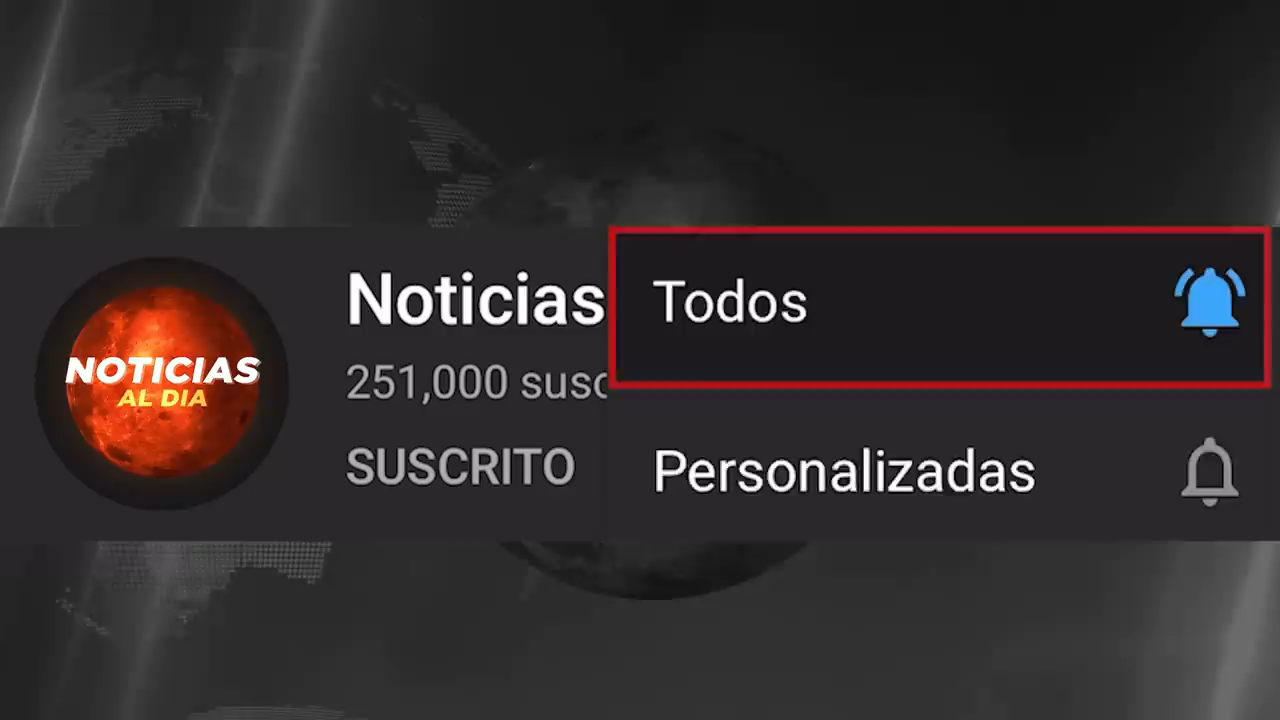 NOTICIAS
AL DIA
Noticias
251,000 susc
SUSCRITO
Todos
Personalizadas